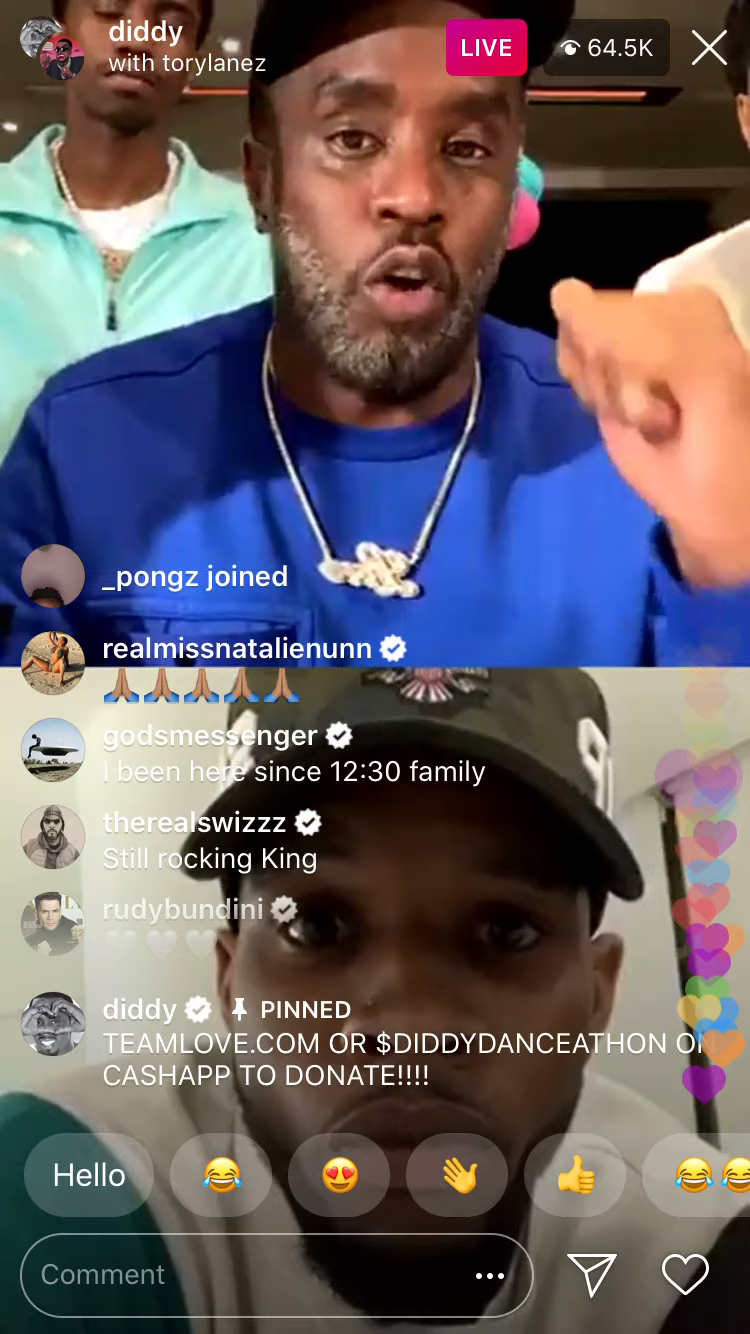 diddy
with torylanez
LIVE
64.5K
_pongz joined
realmissnatalienunn
godsmessenger
I been here since 12:30 family
therealswizzz
Still rocking King
rudybundini
diddy PINNED
TEAMLOVE.COM OR $DIDDYDANCEATHON ON
CASHAPP TO DONATE!!!!
Hello
Comment